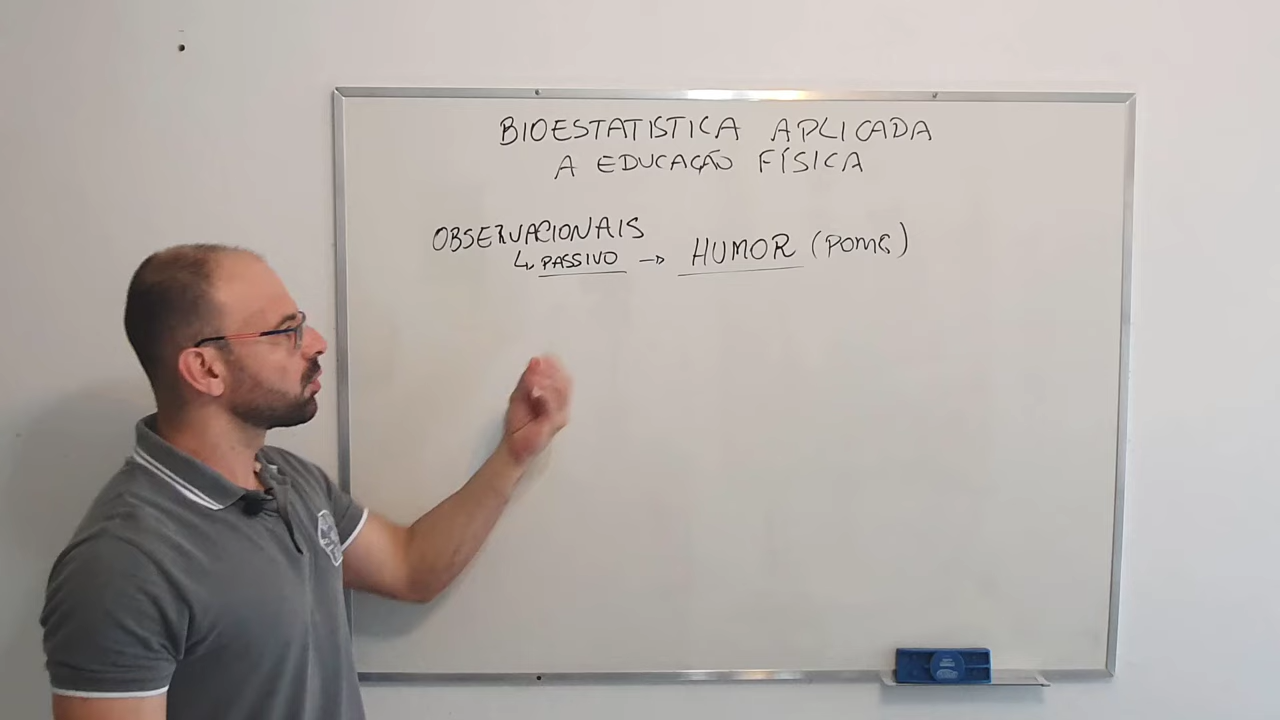 BIOESTATISTICA APLICADA
A EDUCAÇÃO FÍSICA
OBSERVACIONAIS
↳ PASSIVO → HUMOR (POMS)